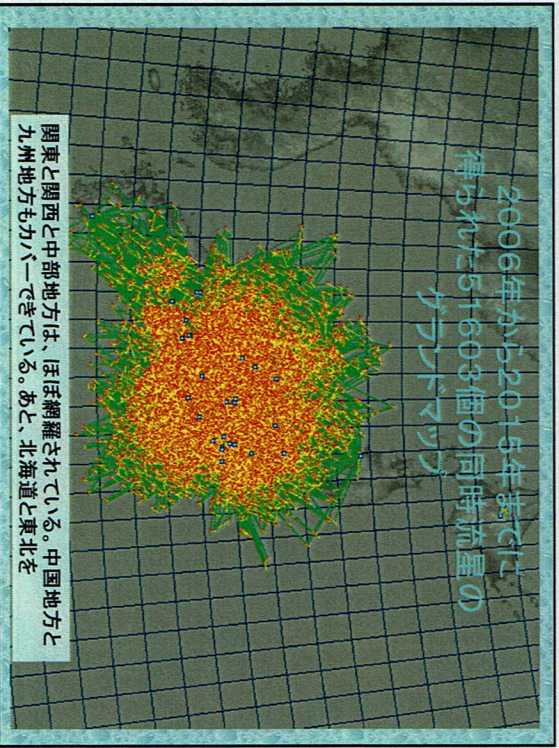 2006年から2015年までに
得られた51603個の同時流星の
グランドマップ
関東と関西と中部地方は、ほぼ網羅されている。中国地方と
九州地方もカバーできている。あと、北海道と東北を